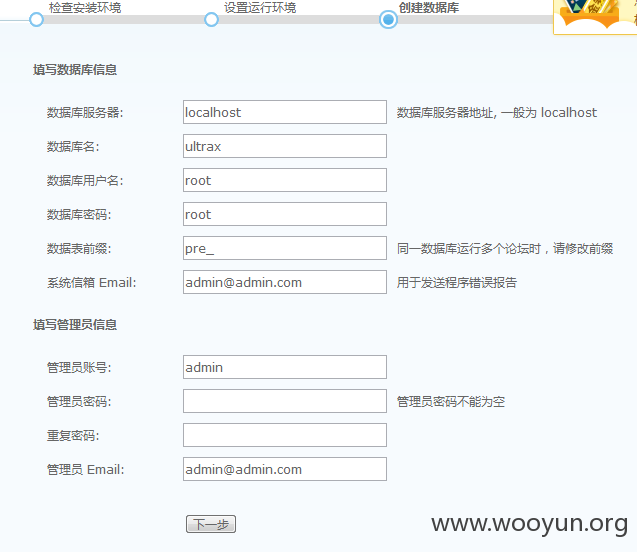 检查安装环境 设置运行环境 创建数据库
填写数据库信息
数据库服务器: localhost 数据库服务器地址, 一般为 localhost
数据库名: ultrax
数据库用户名: root
数据库密码: root
数据表前缀: pre_ 同一数据库运行多个论坛时，请修改前缀
系统信箱 Email: admin@admin.com 用于发送程序错误报告
填写管理员信息
管理员账号: admin
管理员密码: 管理员密码不能为空
重复密码:
管理员 Email: admin@admin.com
下一步
www.wooyun.org